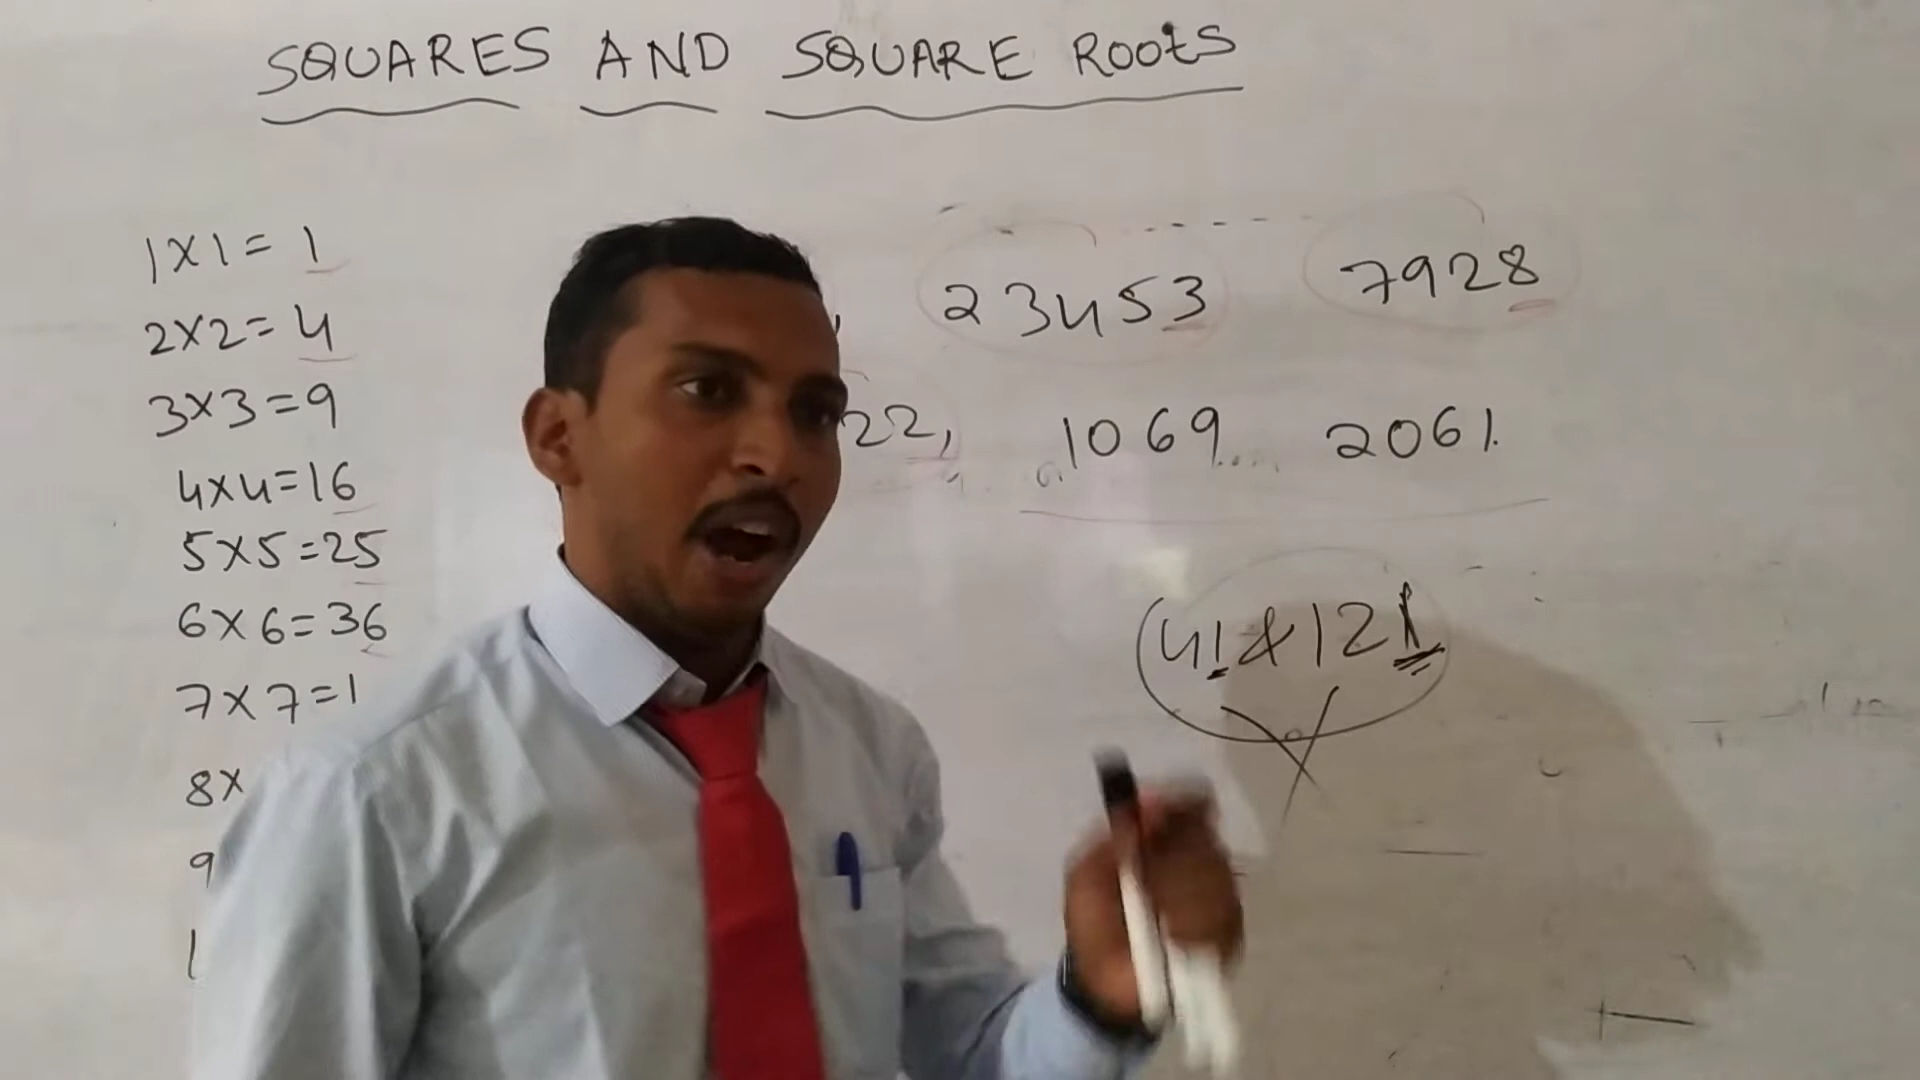 SQUARES AND SQUARE ROOtS
1X1=1
2X2=4
3X3=9
4X4=16
5X5=25
6X6=36
7X7=1
8X
9
1
, 23453 7928
22, 1069 2061.
(41&121